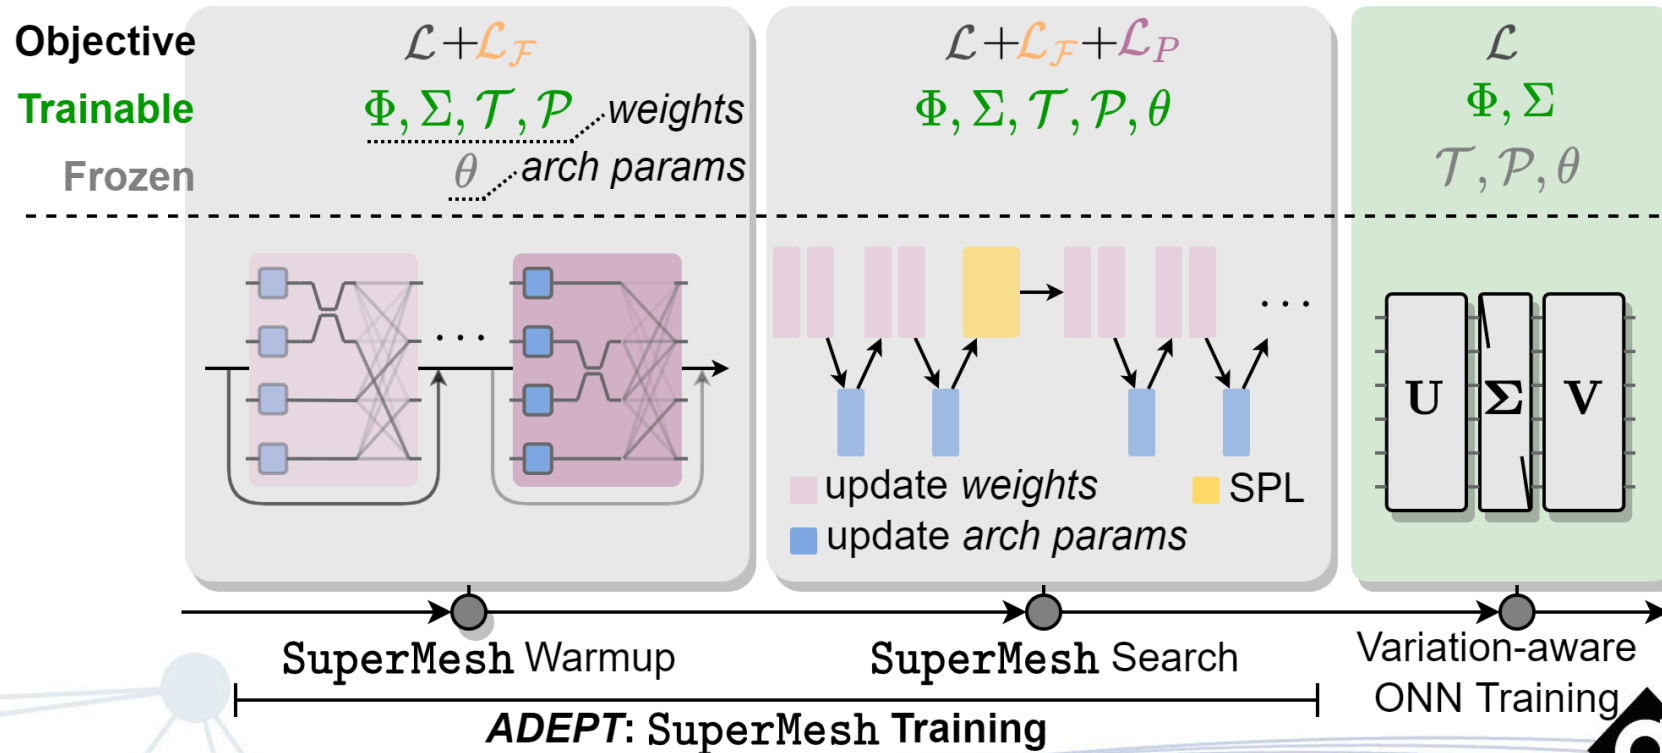 Objective ℒ+ℒ_ℱ ℒ+ℒ_ℱ+ℒ_P ℒ
Trainable Φ, Σ, 𝒯, 𝒫 weights Φ, Σ, 𝒯, 𝒫, θ Φ, Σ
Frozen θ arch params 𝒯, 𝒫, θ
...
...
U Σ V
update weights SPL
update arch params
SuperMesh Warmup
SuperMesh Search
Variation-aware
ONN Training
ADEPT: SuperMesh Training